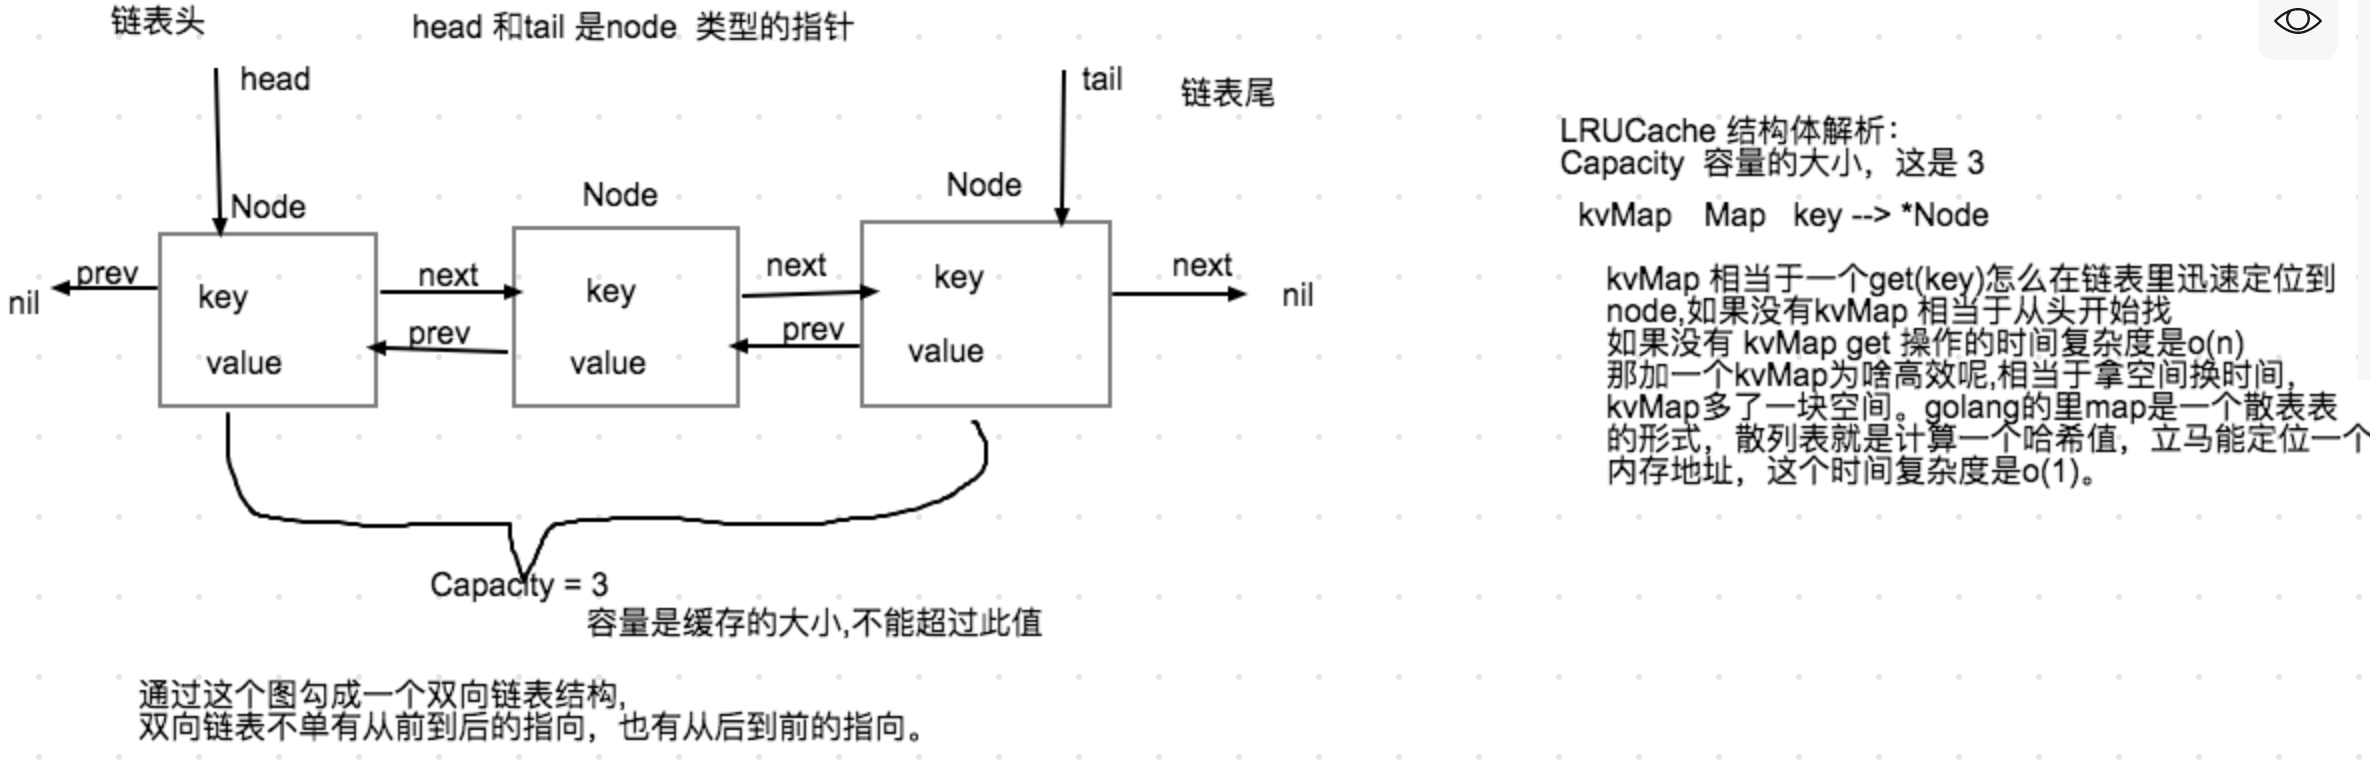 链表头
head 和tail 是node 类型的指针
head
tail
链表尾
Node
Node
Node
prev
nil
key
value
next
prev
key
value
next
prev
key
value
next
nil
Capacity = 3
容量是缓存的大小,不能超过此值
通过这个图勾成一个双向链表结构,
双向链表不单有从前到后的指向，也有从后到前的指向。
LRUCache 结构体解析：
Capacity 容量的大小，这是 3
kvMap Map key --> *Node
kvMap 相当于一个get(key)怎么在链表里迅速定位到
node,如果没有kvMap 相当于从头开始找
如果没有 kvMap get 操作的时间复杂度是o(n)
那加一个kvMap为啥高效呢,相当于拿空间换时间，
kvMap多了一块空间。golang的里map是一个散表表
的形式，散列表就是计算一个哈希值，立马能定位一个
内存地址，这个时间复杂度是o(1)。